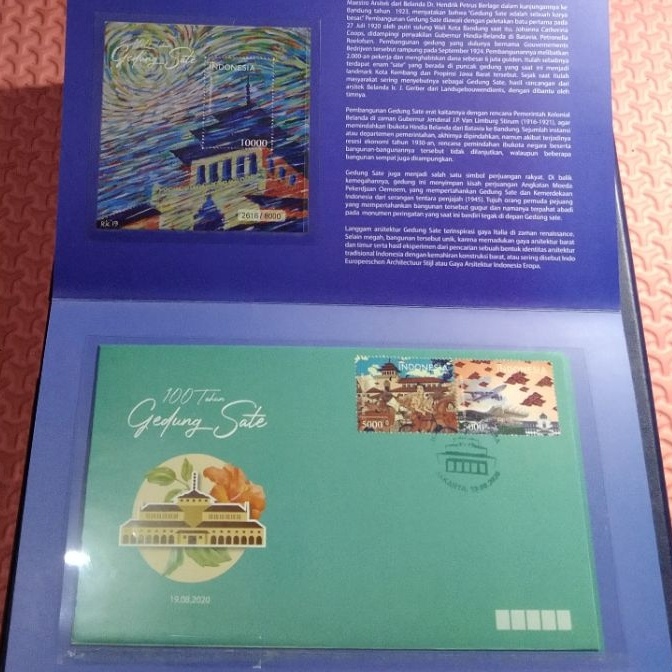 100 Tahun
Gedung Sate
INDONESIA
10000
2616 / 8000
Maestro Arsitek dari Belanda Dr. Hendrik Petrus Berlage dalam kunjungannya ke
Bandung tahun 1923, menyatakan bahwa "Gedung Sate adalah sebuah karya
besar." Pembangunan Gedung Sate diawali dengan peletakan batu pertama pada
27 Juli 1920 oleh putri sulung Wali Kota Bandung saat itu, Johanna Catherina
Coops, didampingi perwakilan Gubernur Hindia-Belanda di Batavia, Petronella
Roelofsen. Pembangunan gedung yang dulunya bernama Gouvernements
Bedrijven tersebut rampung pada September 1924. Pembangunannya melibatkan
2.000-an pekerja dan menghabiskan dana sebesar 6 juta gulden. Itulah sebabnya
terdapat enam "sate" yang berada di puncak gedung yang saat ini menjadi
landmark Kota Kembang dan Propinsi Jawa Barat tersebut. Sejak saat itulah
masyarakat sering menyebutnya sebagai Gedung Sate, hasil rancangan dari
arsitek Belanda Ir. J. Gerber dari Landsgebouwendients, dengan dibantu oleh
timnya.
Pembangunan Gedung Sate erat kaitannya dengan rencana Pemerintah Kolonial
Belanda di zaman Gubernur Jenderal J.P. Van Limburg Stirum (1916-1921), agar
memindahkan Ibukota Hindia Belanda dari Batavia ke Bandung. Sejumlah instansi
atau departemen pemerintahan, akhirnya dipindahkan, namun akibat terjadinya
resesi ekonomi tahun 1930-an, rencana pemindahan Ibukota negara beserta
bangunan-bangunannya tersebut tidak dilanjutkan, walaupun beberapa
bangunan sempat juga dirampungkan.
Gedung Sate juga menjadi salah satu simbol perjuangan rakyat. Di balik
kemegahannya, gedung ini menyimpan kisah perjuangan Angkatan Moeda
Pekerdjaan Oemoem, yang mempertahankan Gedung Sate dan Kemerdekaan
Indonesia dari serangan tentara penjajah (1945). Tujuh orang pemuda pejuang
yang mempertahankan bangunan tersebut gugur dan namanya terpahat abadi
pada monumen peringatan yang saat ini berdiri tegak di depan Gedung Sate.
Langgam arsitektur Gedung Sate terinspirasi gaya Italia di zaman renaissance.
Selain megah, bangunan tersebut unik, karena memadukan gaya arsitektur barat
dan timur serta hasil eksperimen dari pencarian sebuah bentuk identitas arsitektur
tradisional Indonesia dengan kemahiran konstruksi barat, atau sering disebut Indo
Europeeschen Architectuur Stijl atau Gaya Arsitektur Indonesia Eropa.
100 Tahun
Gedung Sate
19.08.2020
INDONESIA
5000
5000